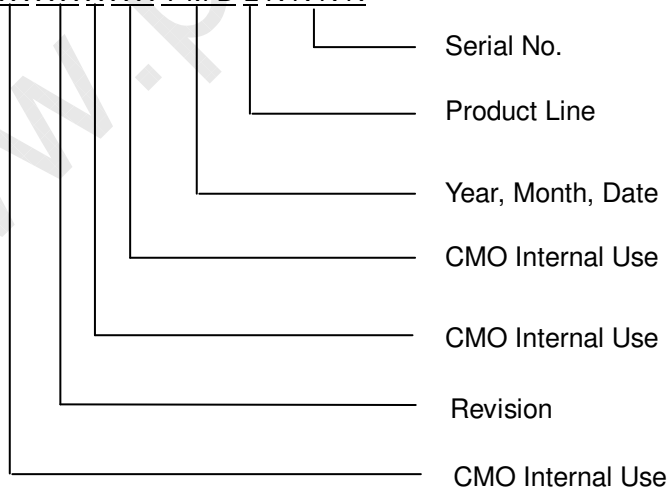 Serial No.
Product Line
Year, Month, Date
CMO Internal Use
CMO Internal Use
Revision
CMO Internal Use